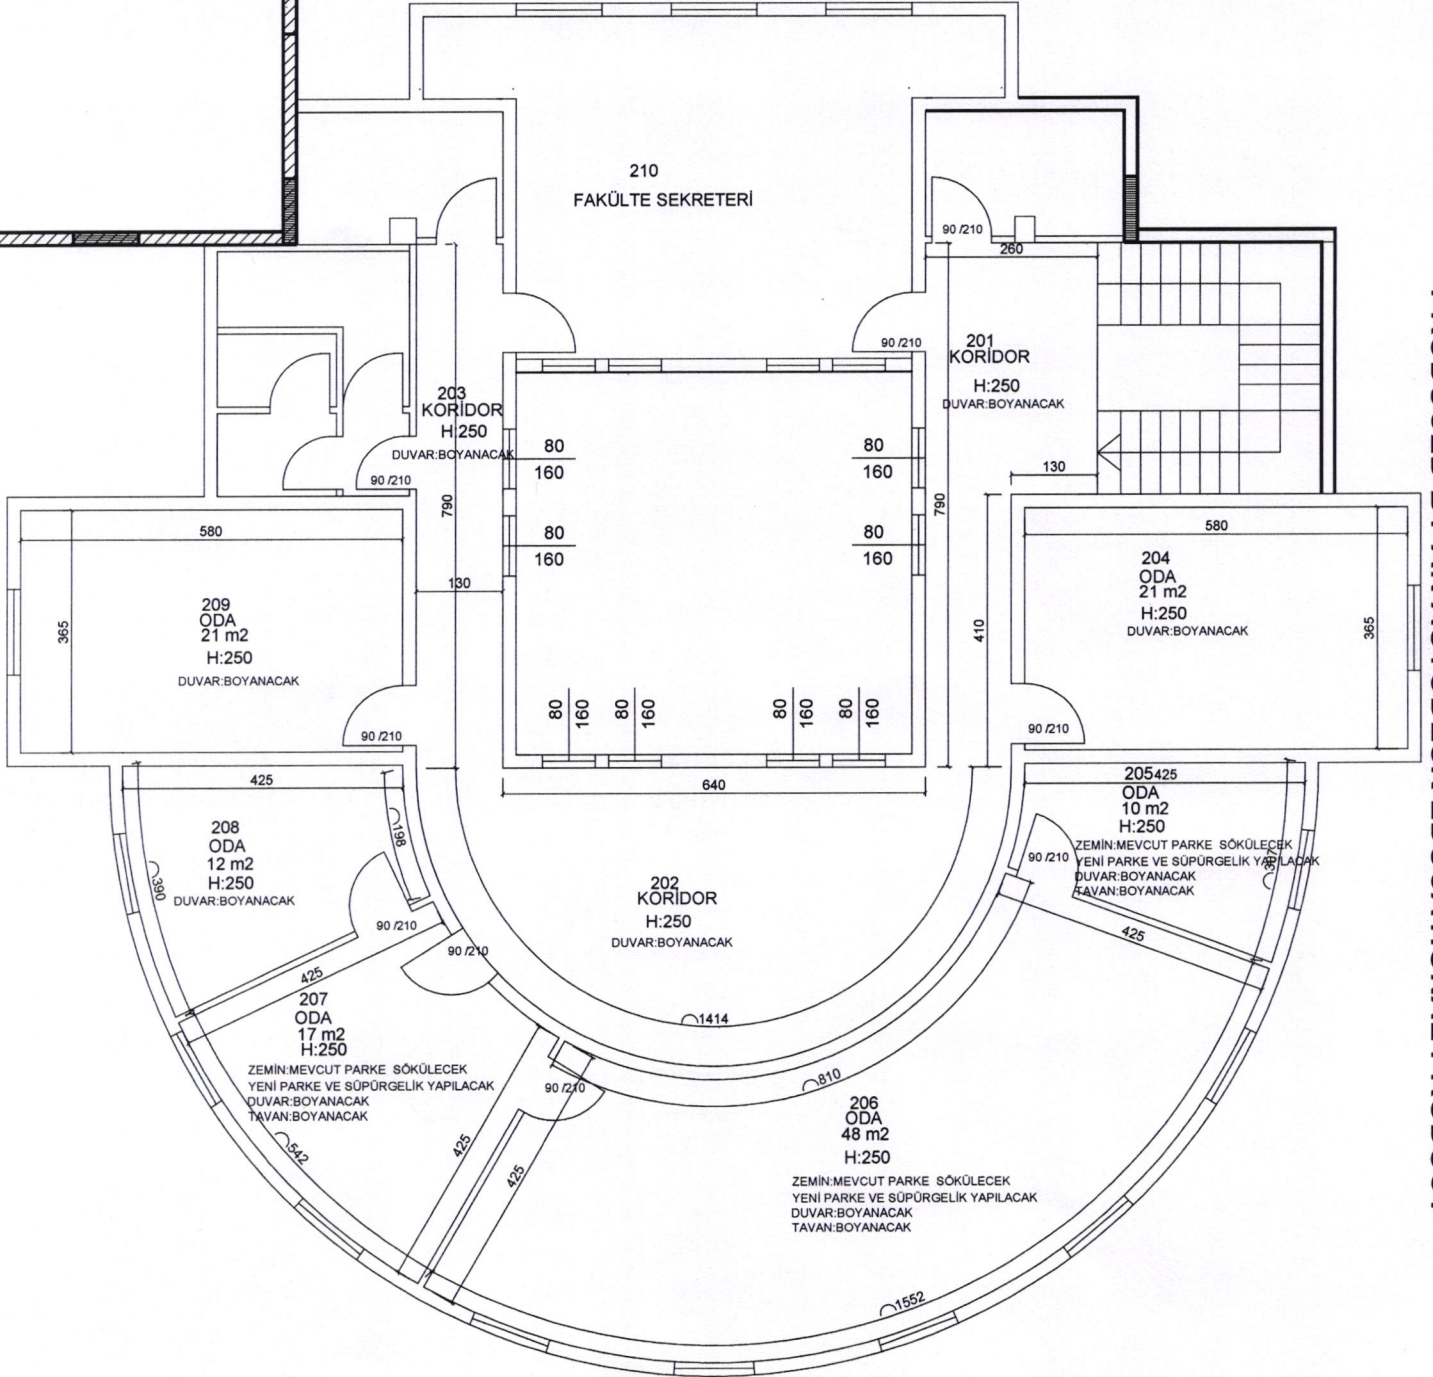 210
FAKÜLTE SEKRETERİ
90 /210
260
90 /210
201
KORİDOR
H:250
DUVAR:BOYANACAK
203
KORİDOR
H:250
DUVAR:BOYANACAK
80
160
80
160
90 /210
130
790
790
80
160
80
160
580
580
130
209
ODA
21 m2
H:250
DUVAR:BOYANACAK
365
410
204
ODA
21 m2
H:250
DUVAR:BOYANACAK
365
80
160
80
160
80
160
80
160
90 /210
90 /210
425
640
205
425
ODA
10 m2
H:250
ZEMİN:MEVCUT PARKE SÖKÜLECEK
YENİ PARKE VE SÜPÜRGELİK YAPILACAK
DUVAR:BOYANACAK
TAVAN:BOYANACAK
90 /210
307
208
ODA
12 m2
H:250
DUVAR:BOYANACAK
198
390
202
KORİDOR
H:250
DUVAR:BOYANACAK
90 /210
90 /210
425
425
207
ODA
17 m2
H:250
ZEMİN:MEVCUT PARKE SÖKÜLECEK
YENİ PARKE VE SÜPÜRGELİK YAPILACAK
DUVAR:BOYANACAK
TAVAN:BOYANACAK
1414
810
90 /210
542
425
425
206
ODA
48 m2
H:250
ZEMİN:MEVCUT PARKE SÖKÜLECEK
YENİ PARKE VE SÜPÜRGELİK YAPILACAK
DUVAR:BOYANACAK
TAVAN:BOYANACAK
1552